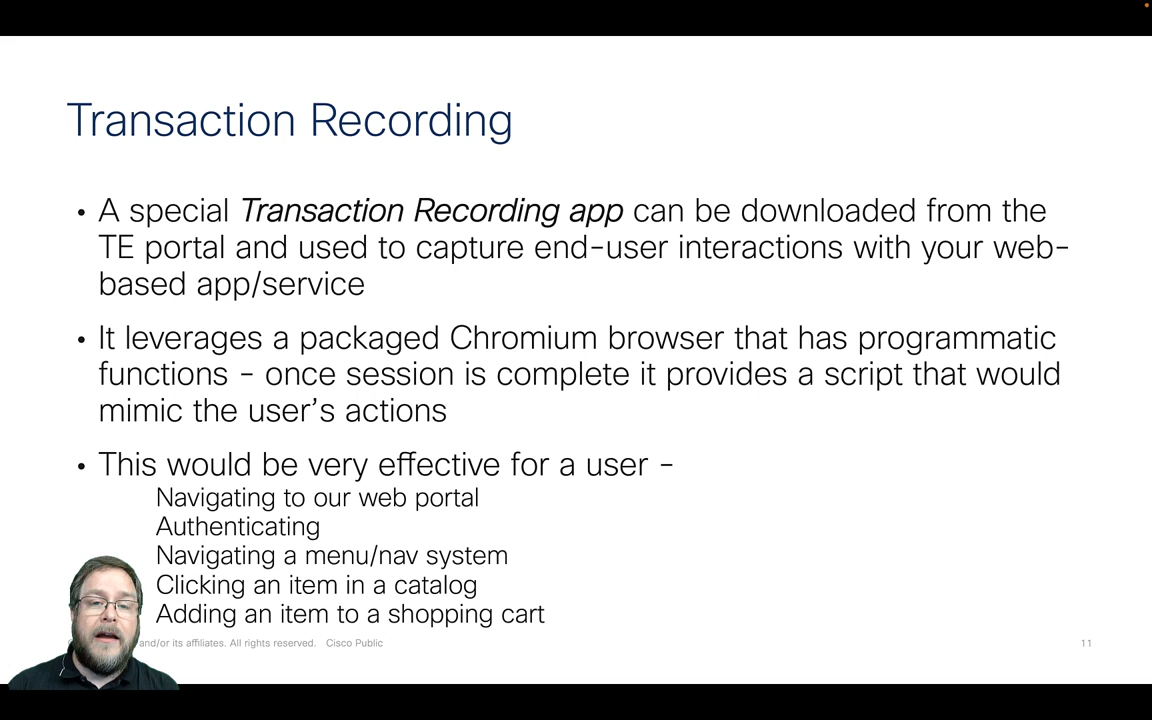 Transaction Recording
• A special Transaction Recording app can be downloaded from the
TE portal and used to capture end-user interactions with your web-
based app/service
• It leverages a packaged Chromium browser that has programmatic
functions - once session is complete it provides a script that would
mimic the user's actions
• This would be very effective for a user -
Navigating to our web portal
Authenticating
Navigating a menu/nav system
Clicking an item in a catalog
Adding an item to a shopping cart
and/or its affiliates. All rights reserved. Cisco Public
11